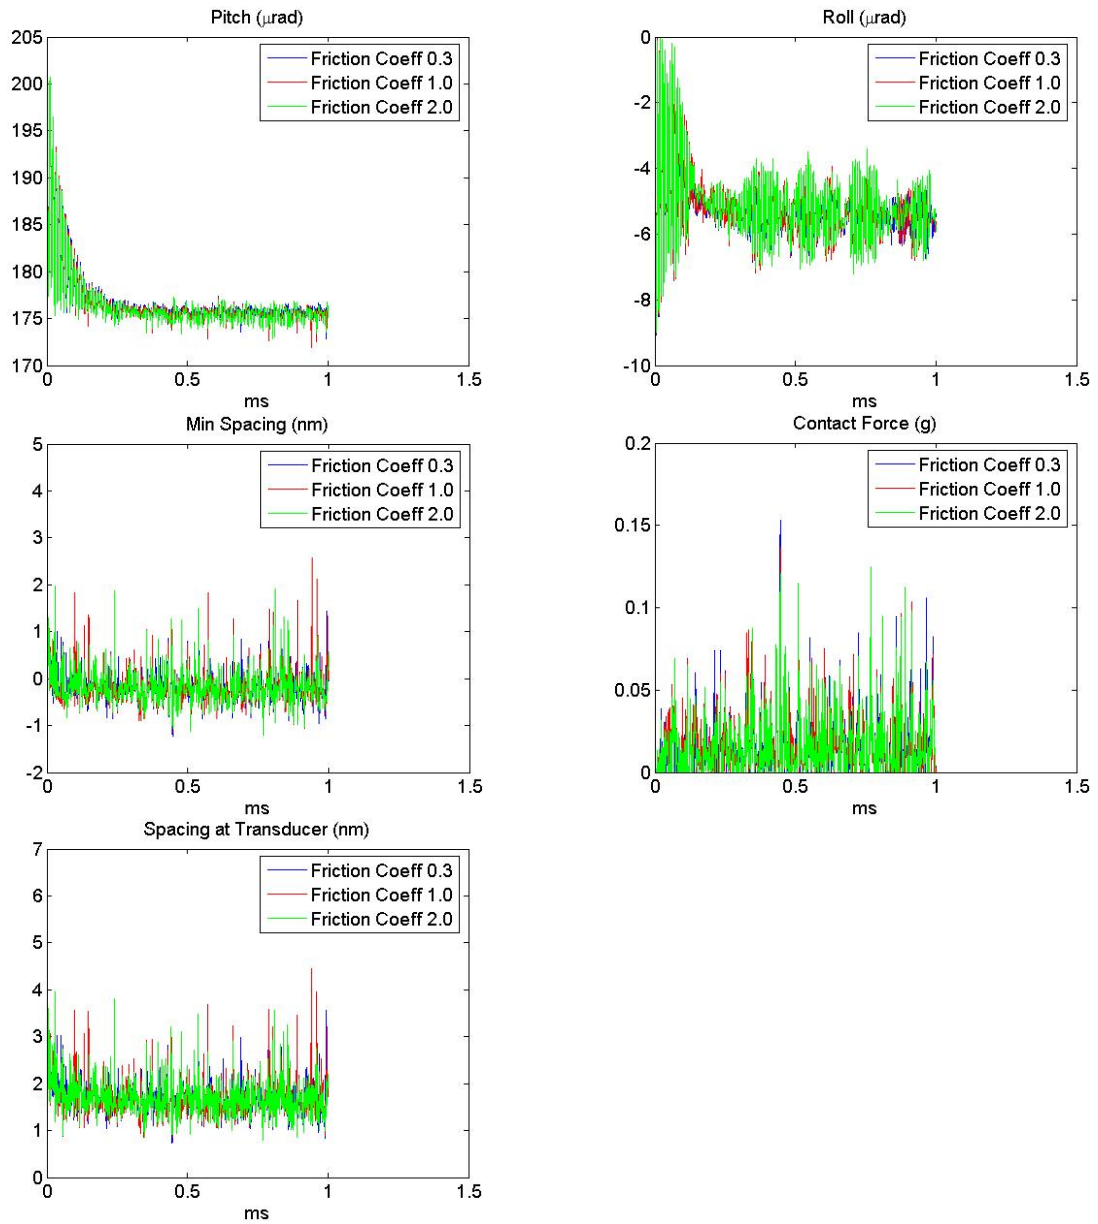 Pitch (μrad)
205
200
195
190
185
180
175
170
0
0.5
1
1.5
ms
Friction Coeff 0.3
Friction Coeff 1.0
Friction Coeff 2.0
Roll (μrad)
0
-2
-4
-6
-8
-10
0
0.5
1
1.5
ms
Friction Coeff 0.3
Friction Coeff 1.0
Friction Coeff 2.0
Min Spacing (nm)
5
4
3
2
1
0
-1
-2
0
0.5
1
1.5
ms
Friction Coeff 0.3
Friction Coeff 1.0
Friction Coeff 2.0
Contact Force (g)
0.2
0.15
0.1
0.05
0
0
0.5
1
1.5
ms
Friction Coeff 0.3
Friction Coeff 1.0
Friction Coeff 2.0
Spacing at Transducer (nm)
7
6
5
4
3
2
1
0
0
0.5
1
1.5
ms
Friction Coeff 0.3
Friction Coeff 1.0
Friction Coeff 2.0